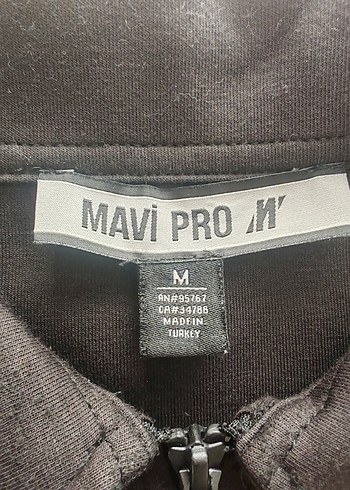 MAVi PRO
M
RN#95767
CA#34786
MADE IN
TURKEY